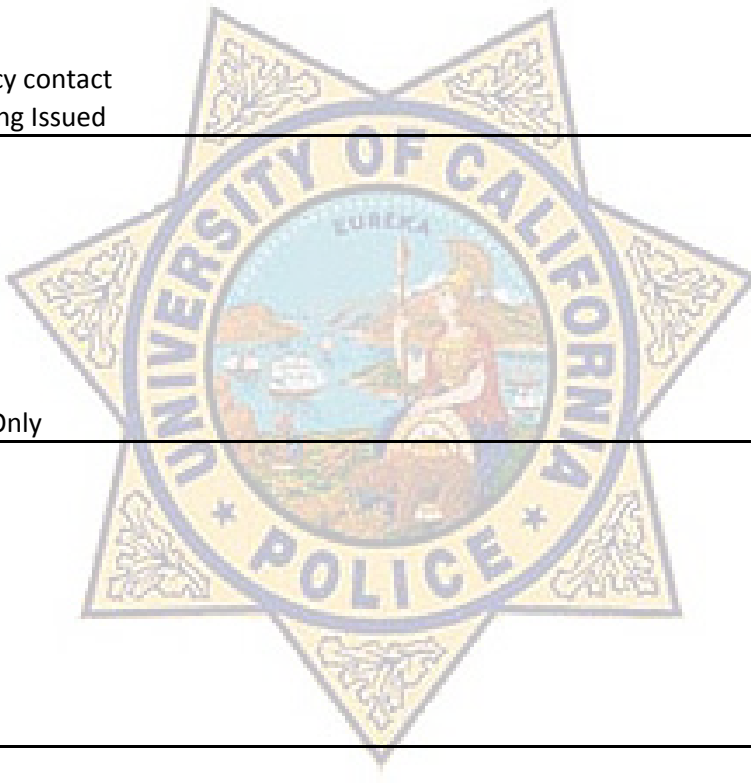 cy contact
ng Issued
UNIVERSITY OF CALIFORNIA
EUREKA
Only
POLICE